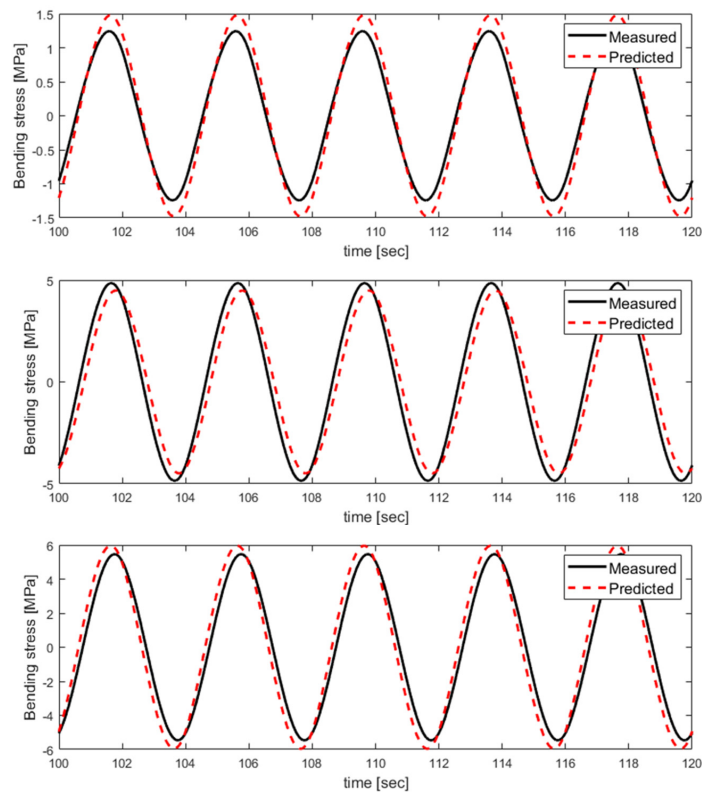 1.5
1
0.5
0
-0.5
-1
-1.5
Bending stress [MPa]
Measured
Predicted
100 102 104 106 108 110 112 114 116 118 120
time [sec]
5
0
-5
Bending stress [MPa]
Measured
Predicted
100 102 104 106 108 110 112 114 116 118 120
time [sec]
6
4
2
0
-2
-4
-6
Bending stress [MPa]
Measured
Predicted
100 102 104 106 108 110 112 114 116 118 120
time [sec]